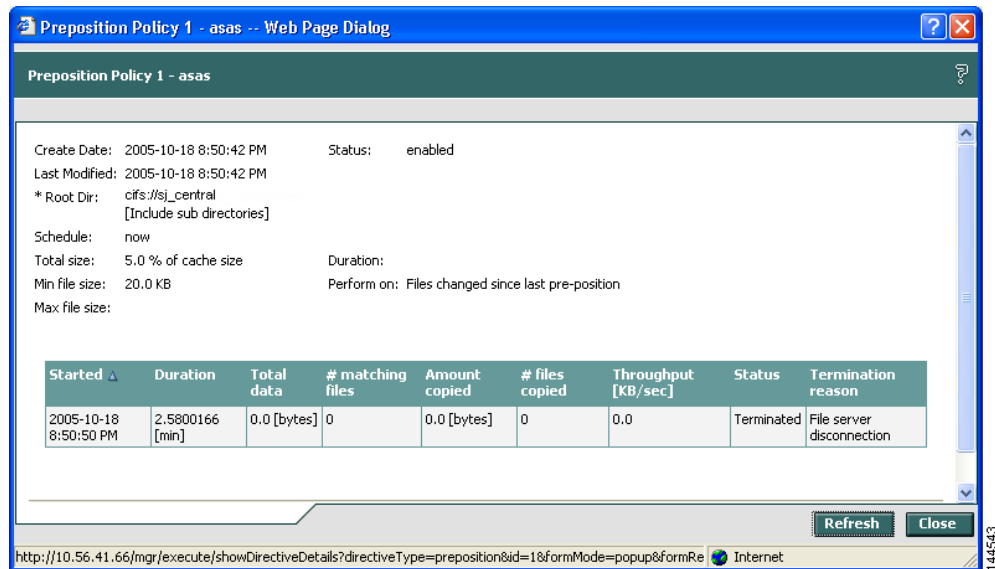 Preposition Policy 1 - asas -- Web Page Dialog
Preposition Policy 1 - asas
Create Date: 2005-10-18 8:50:42 PM Status: enabled
Last Modified: 2005-10-18 8:50:42 PM
* Root Dir: cifs://sj_central
[Include sub directories]
Schedule: now
Total size: 5.0 % of cache size Duration:
Min file size: 20.0 KB Perform on: Files changed since last pre-position
Max file size:
Started Duration Total data # matching files Amount copied # files copied Throughput [KB/sec] Status Termination reason
2005-10-18 8:50:50 PM 2.5800166 [min] 0.0 [bytes] 0 0.0 [bytes] 0 0.0 Terminated File server disconnection
Refresh Close
http://10.56.41.66/mgr/execute/showDirectiveDetails?directiveType=preposition&id=1&formMode=popup&formRe Internet
144543